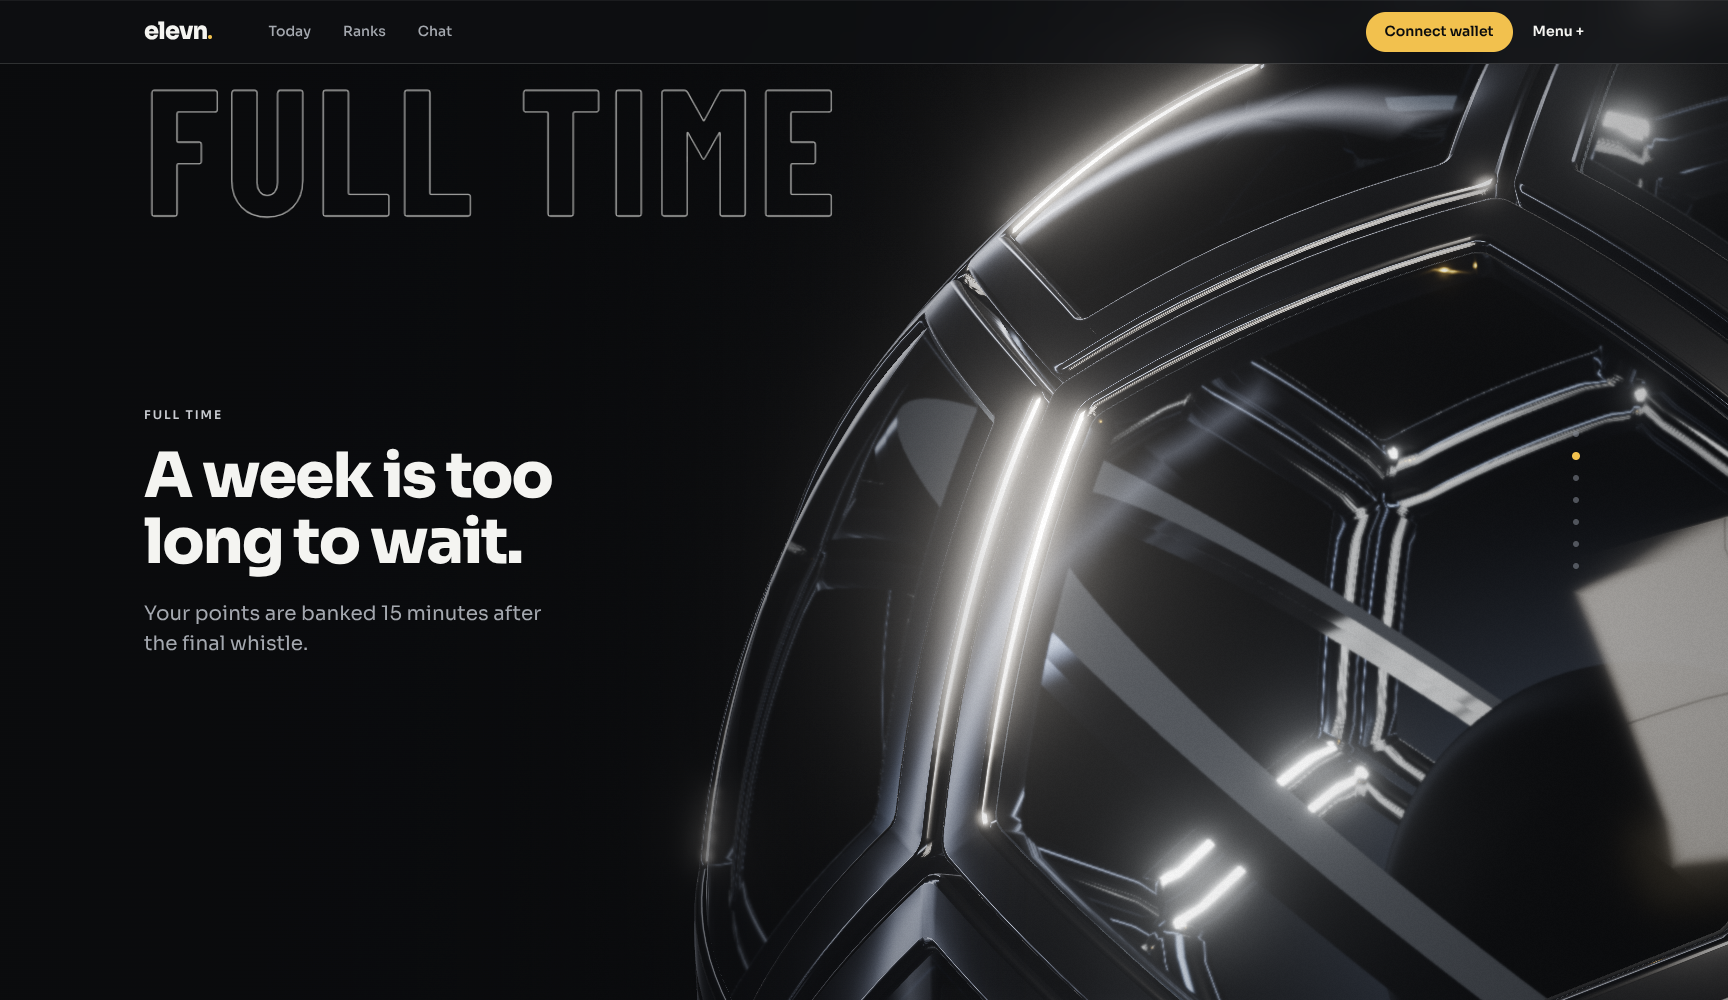 elevn.
Today
Ranks
Chat
Connect wallet
Menu +
FULL TIME
FULL TIME
A week is too
long to wait.
Your points are banked 15 minutes after
the final whistle.